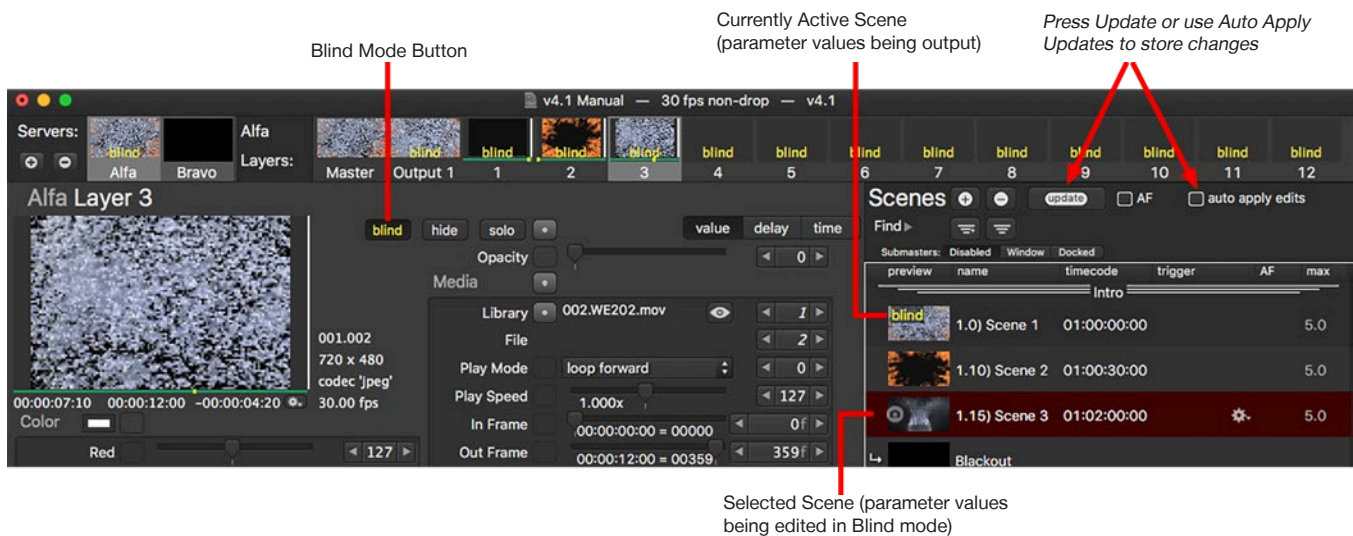 Blind Mode Button
Currently Active Scene
(parameter values being output)
Press Update or use Auto Apply
Updates to store changes
v4.1 Manual — 30 fps non-drop — v4.1
Servers:
Alfa
Layers:
blind
Alfa
Bravo
Master
blind
Output 1
blind
1
blind
2
blind
3
blind
4
blind
5
blind
6
blind
7
blind
8
blind
9
blind
10
blind
11
blind
12
Alfa Layer 3
001.002
720 x 480
codec 'jpeg'
30.00 fps
00:00:07:10 00:00:12:00 -00:00:04:20
Color
Red 127
blind hide solo value delay time
Opacity 0
Media
Library 002.WE202.mov 1
File 2
Play Mode loop forward 0
Play Speed 1.000x 127
In Frame 00:00:00:00 = 00000 0f
Out Frame 00:00:12:00 = 00359 359f
Scenes update AF auto apply edits
Find
Submasters: Disabled Window Docked
preview name timecode trigger AF max
Intro
blind 1.0) Scene 1 01:00:00:00 5.0
1.10) Scene 2 01:00:30:00 5.0
1.15) Scene 3 01:02:00:00 5.0
Blackout
Selected Scene (parameter values
being edited in Blind mode)